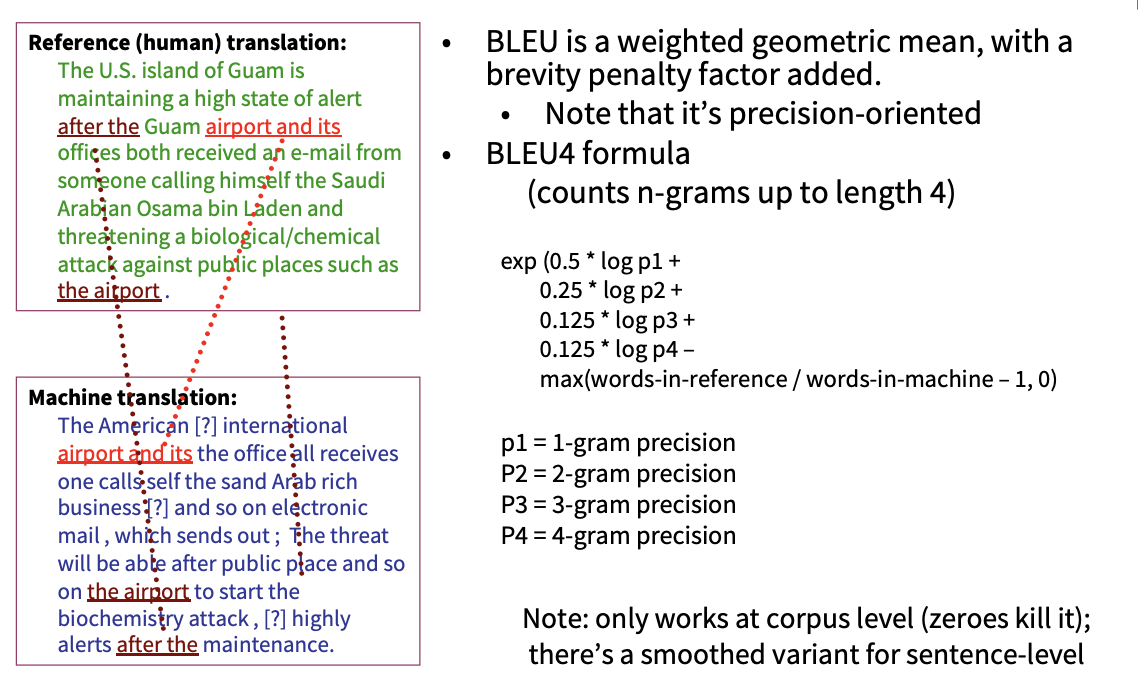 Reference (human) translation:
The U.S. island of Guam is
maintaining a high state of alert
after the Guam airport and its
offices both received an e-mail from
someone calling himself the Saudi
Arabian Osama bin Laden and
threatening a biological/chemical
attack against public places such as
the airport .
Machine translation:
The American [?] international
airport and its the office all receives
one calls self the sand Arab rich
business [?] and so on electronic
mail , which sends out ; The threat
will be able after public place and so
on the airport to start the
biochemistry attack , [?] highly
alerts after the maintenance.
• BLEU is a weighted geometric mean, with a
brevity penalty factor added.
• Note that it's precision-oriented
• BLEU4 formula
(counts n-grams up to length 4)
exp (0.5 * log p1 +
0.25 * log p2 +
0.125 * log p3 +
0.125 * log p4 –
max(words-in-reference / words-in-machine – 1, 0)
p1 = 1-gram precision
P2 = 2-gram precision
P3 = 3-gram precision
P4 = 4-gram precision
Note: only works at corpus level (zeroes kill it);
there's a smoothed variant for sentence-level